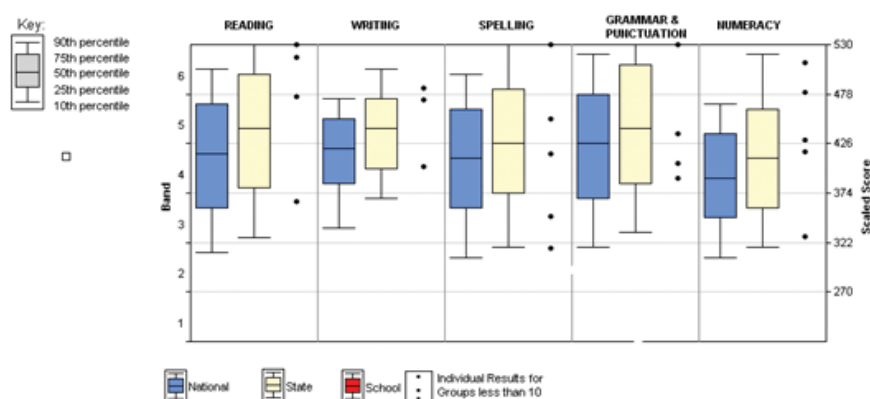 Key:
90th percentile
75th percentile
50th percentile
25th percentile
10th percentile
READING
WRITING
SPELLING
GRAMMAR &
PUNCTUATION
NUMERACY
Band
6
5
4
3
2
1
530
478
426
374
322
270
Scaled Score
National
State
School
Individual Results for
Groups less than 10